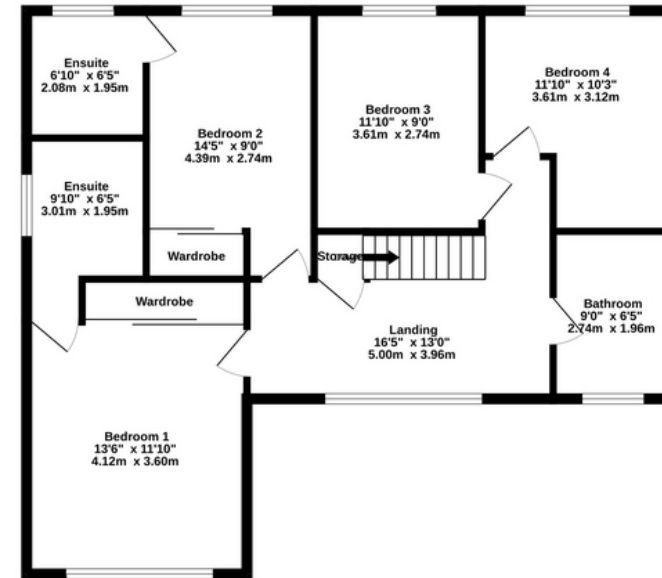 Ensuite
6'10" x 6'5"
2.08m x 1.95m
Bedroom 2
14'5" x 9'0"
4.39m x 2.74m
Bedroom 3
11'10" x 9'0"
3.61m x 2.74m
Bedroom 4
11'10" x 10'3"
3.61m x 3.12m
Ensuite
9'10" x 6'5"
3.01m x 1.95m
Wardrobe
Storage
Wardrobe
Landing
16'5" x 13'0"
5.00m x 3.96m
Bathroom
9'0" x 6'5"
2.74m x 1.96m
Bedroom 1
13'6" x 11'10"
4.12m x 3.60m